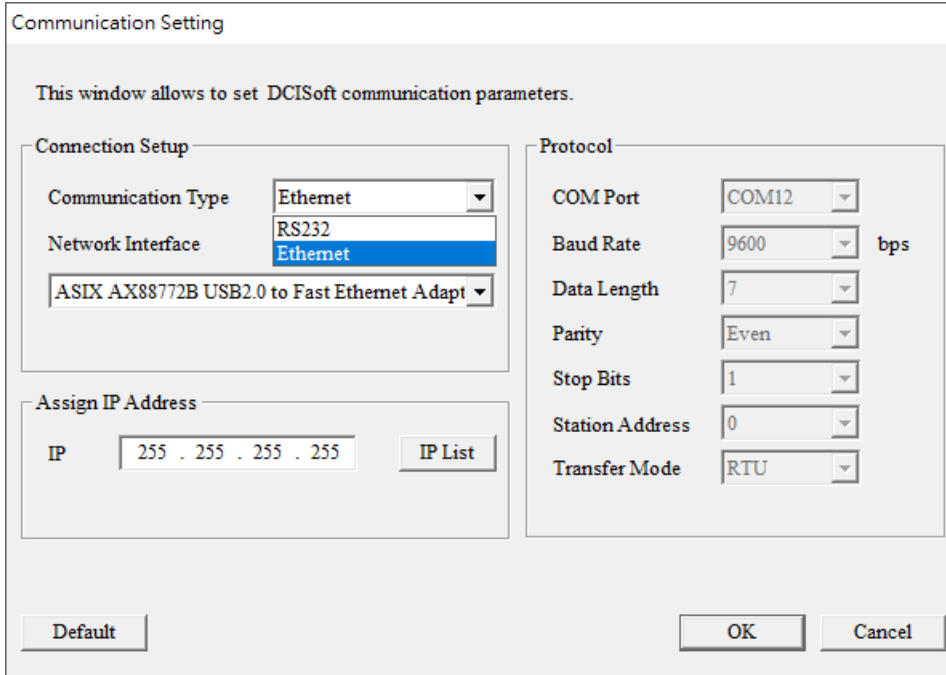 Communication Setting
This window allows to set DCISoft communication parameters.
Connection Setup
Communication Type Ethernet
RS232
Ethernet
Network Interface
ASIX AX88772B USB2.0 to Fast Ethernet Adapt
Assign IP Address
IP 255 . 255 . 255 . 255 IP List
Protocol
COM Port COM12
Baud Rate 9600 bps
Data Length 7
Parity Even
Stop Bits 1
Station Address 0
Transfer Mode RTU
Default OK Cancel